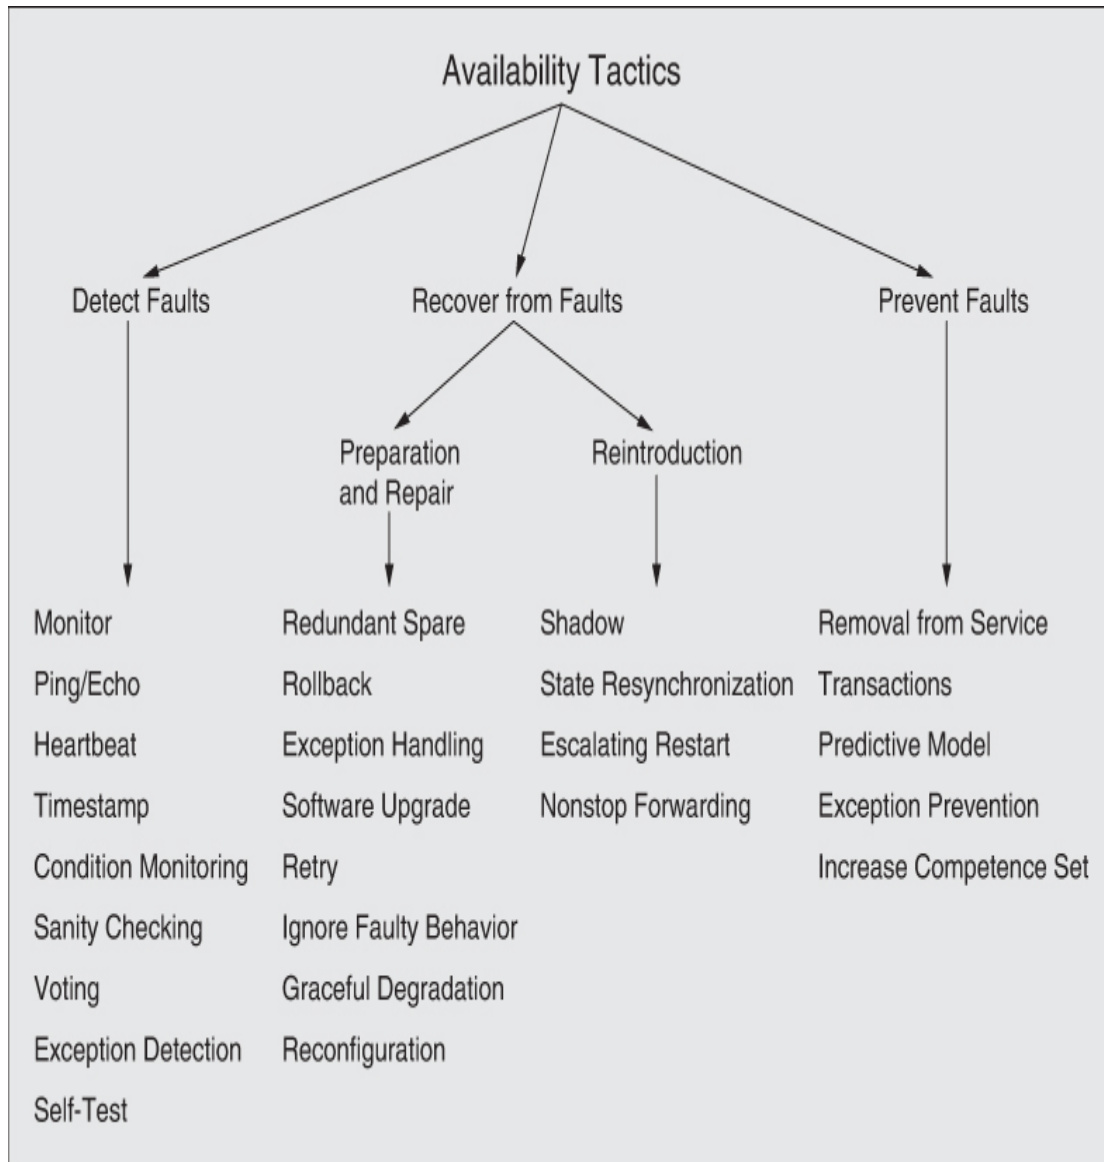 Availability Tactics
Detect Faults
Recover from Faults
Prevent Faults
Preparation
and Repair
Reintroduction
Monitor
Ping/Echo
Heartbeat
Timestamp
Condition Monitoring
Sanity Checking
Voting
Exception Detection
Self-Test
Redundant Spare
Rollback
Exception Handling
Software Upgrade
Retry
Ignore Faulty Behavior
Graceful Degradation
Reconfiguration
Shadow
State Resynchronization
Escalating Restart
Nonstop Forwarding
Removal from Service
Transactions
Predictive Model
Exception Prevention
Increase Competence Set